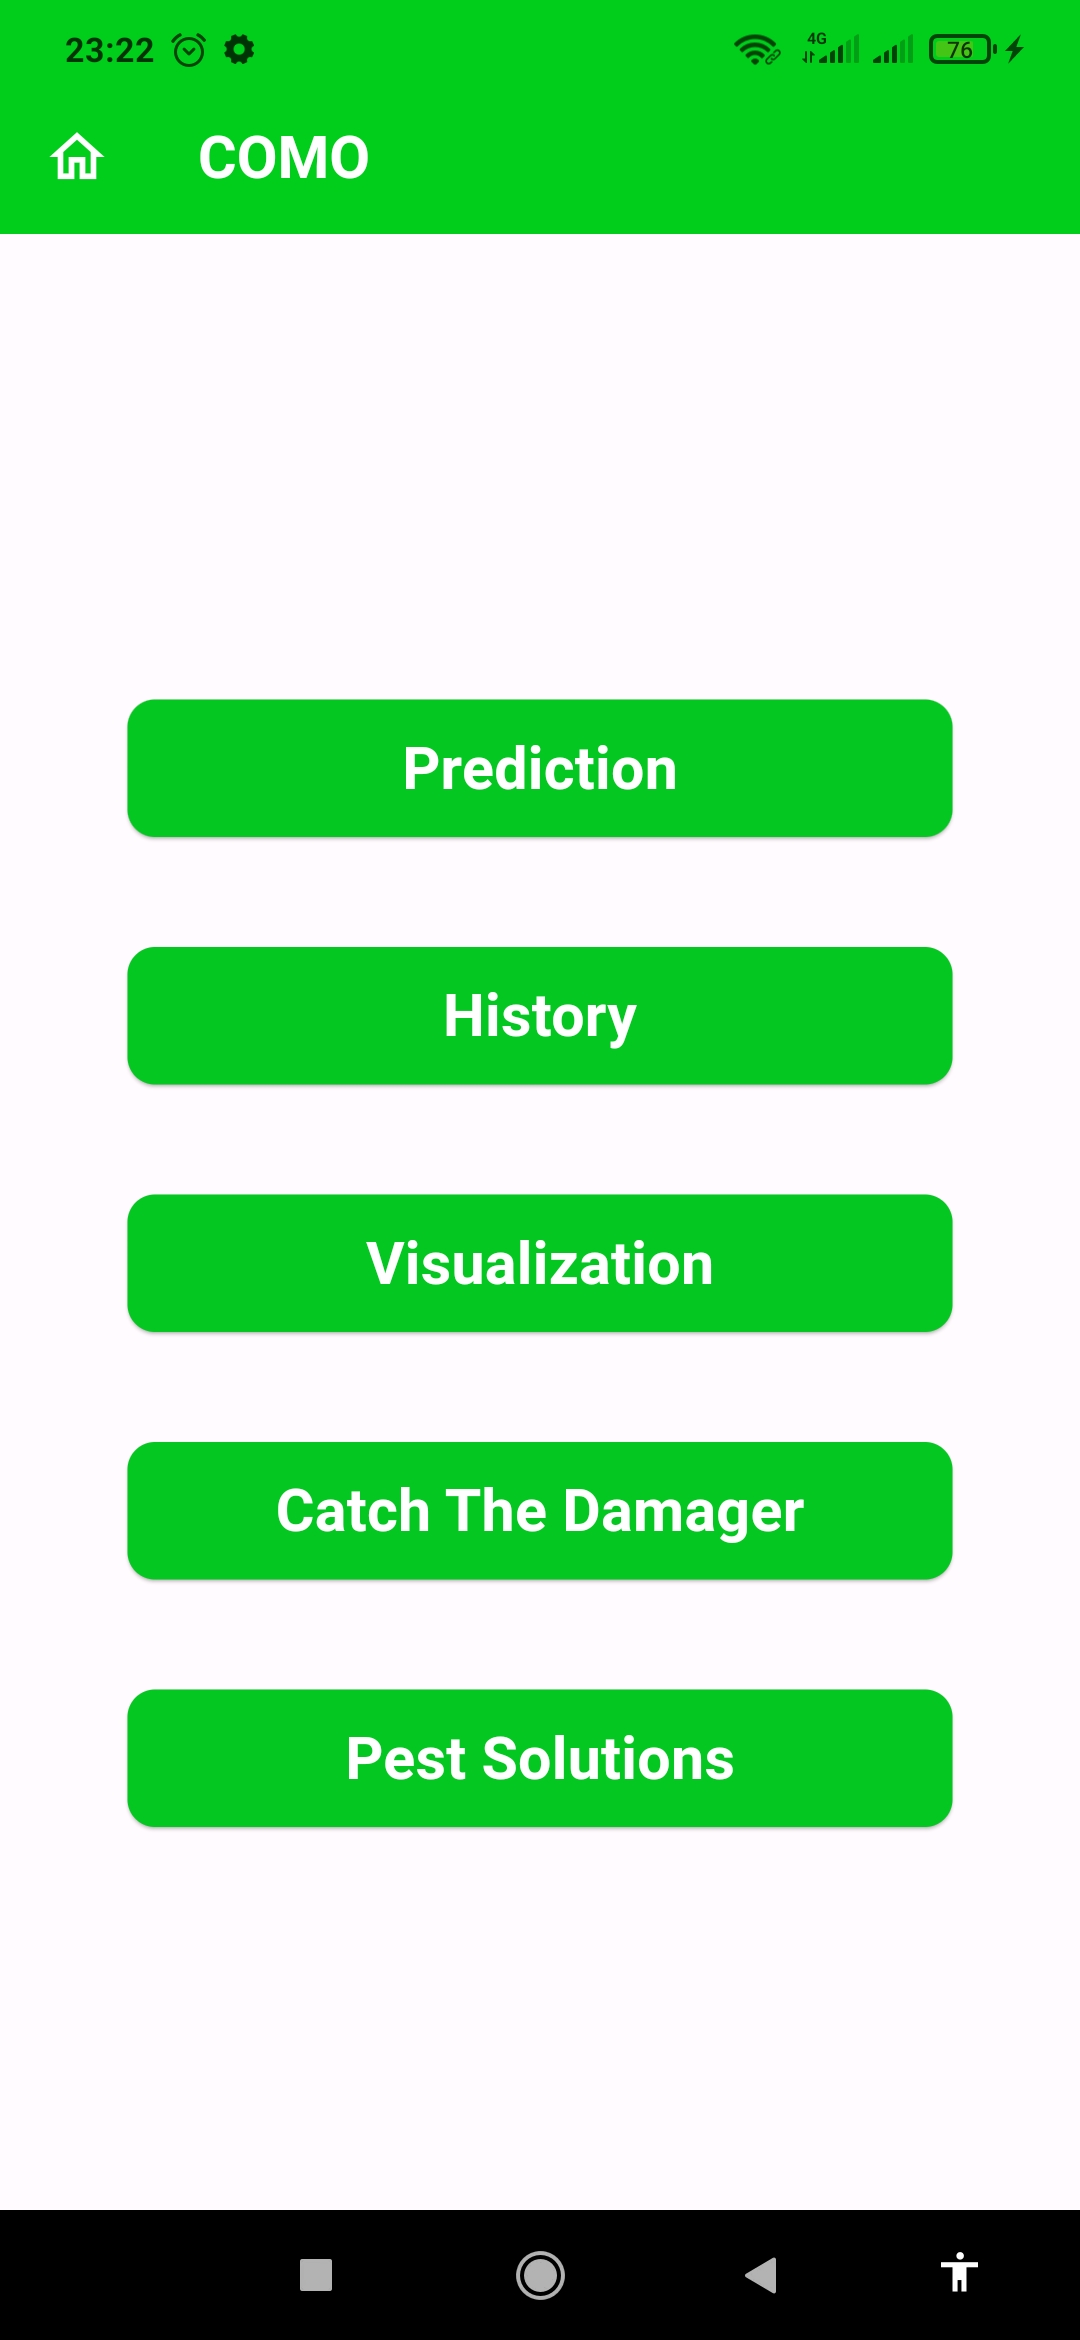 23:22 4G 76
COMO
Prediction
History
Visualization
Catch The Damager
Pest Solutions